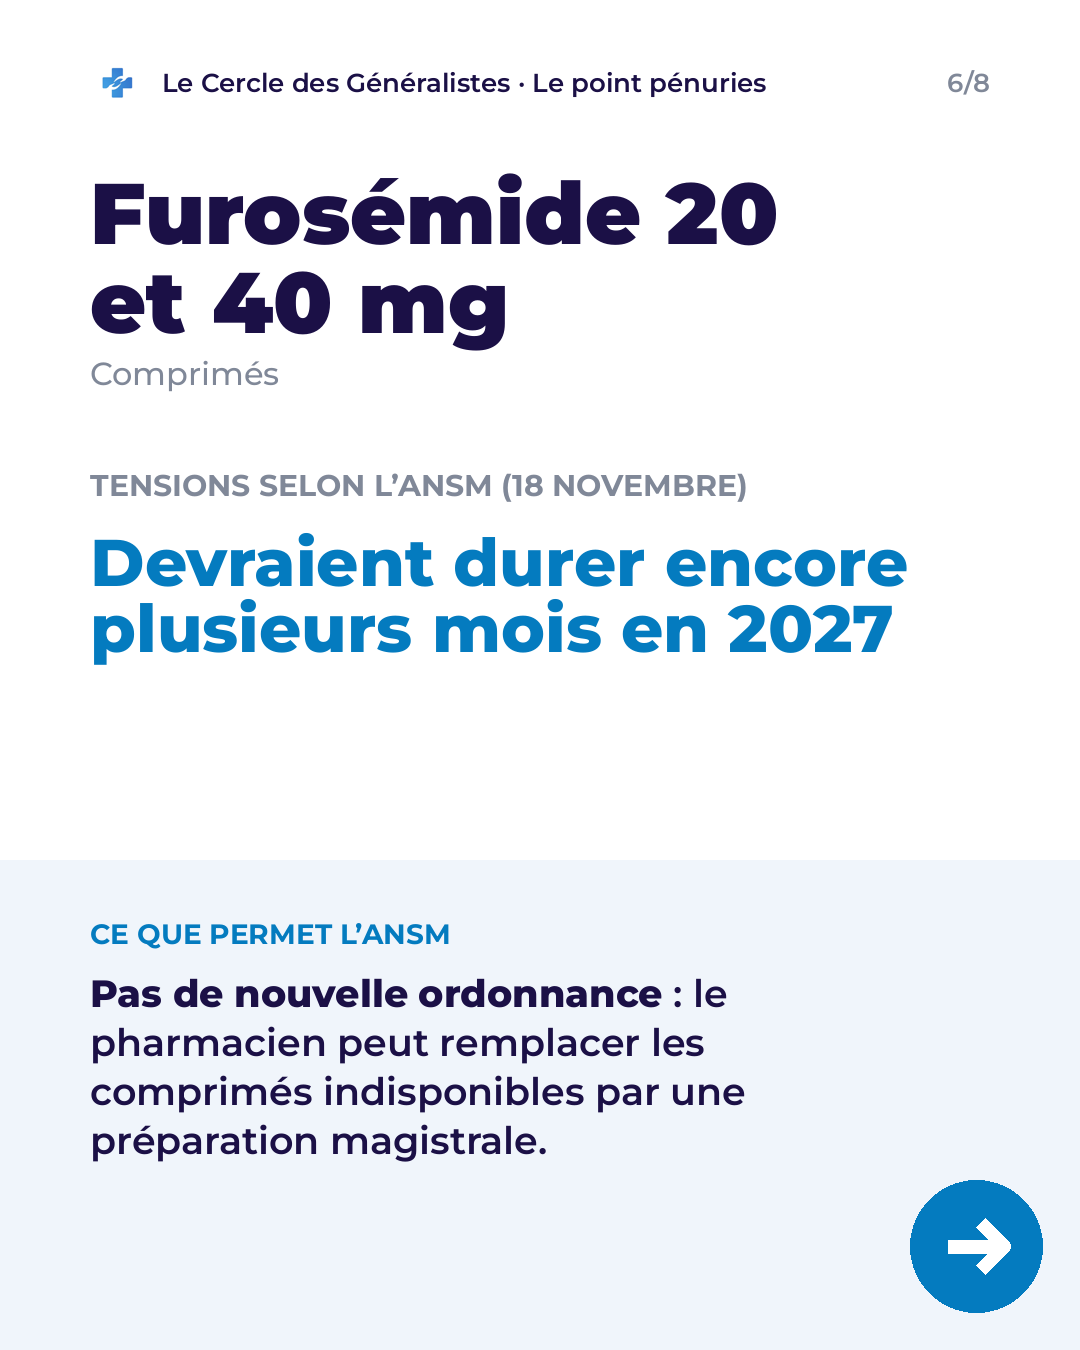 Le Cercle des Généralistes · Le point pénuries
6/8
Furosémide 20
et 40 mg
Comprimés
TENSIONS SELON L’ANSM (18 NOVEMBRE)
Devraient durer encore
plusieurs mois en 2027
CE QUE PERMET L’ANSM
Pas de nouvelle ordonnance : le
pharmacien peut remplacer les
comprimés indisponibles par une
préparation magistrale.